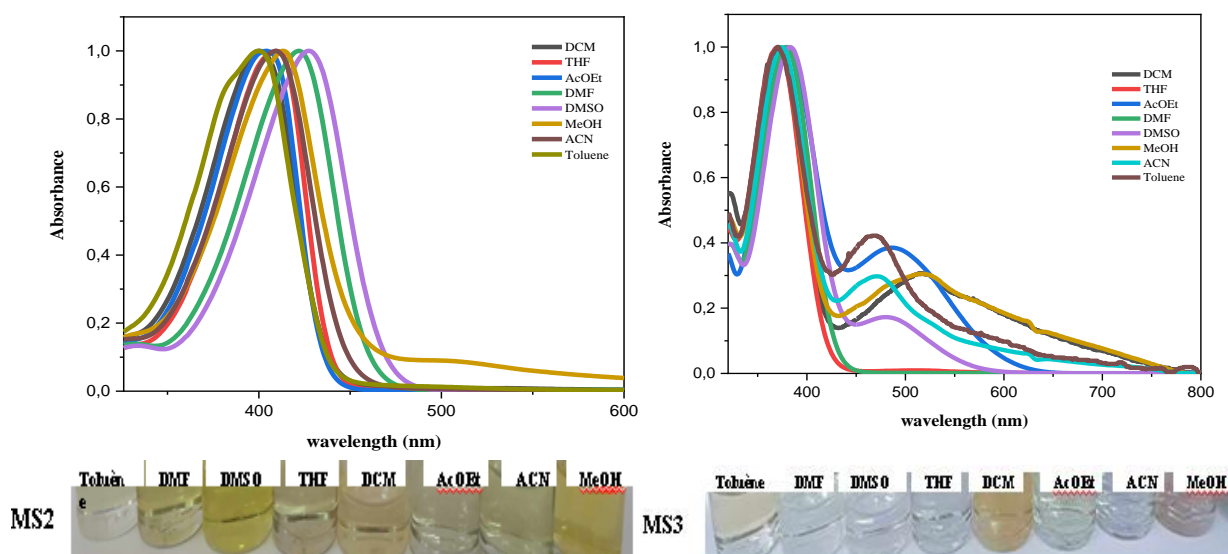 1,0
0,8
0,6
0,4
0,2
0,0
Absorbance
400
500
600
wavelength (nm)
DCM
THF
AcOEt
DMF
DMSO
MeOH
ACN
Toluene
1,0
0,8
0,6
0,4
0,2
0,0
Absorbance
400
500
600
700
800
wavelength (nm)
DCM
THF
AcOEt
DMF
DMSO
MeOH
ACN
Toluene
MS2
Toluèn
e
DMF
DMSO
THF
DCM
AcOEt
ACN
MeOH
MS3
Toluène
DMF
DMSO
THF
DCM
AcOEt
ACN
MeOH